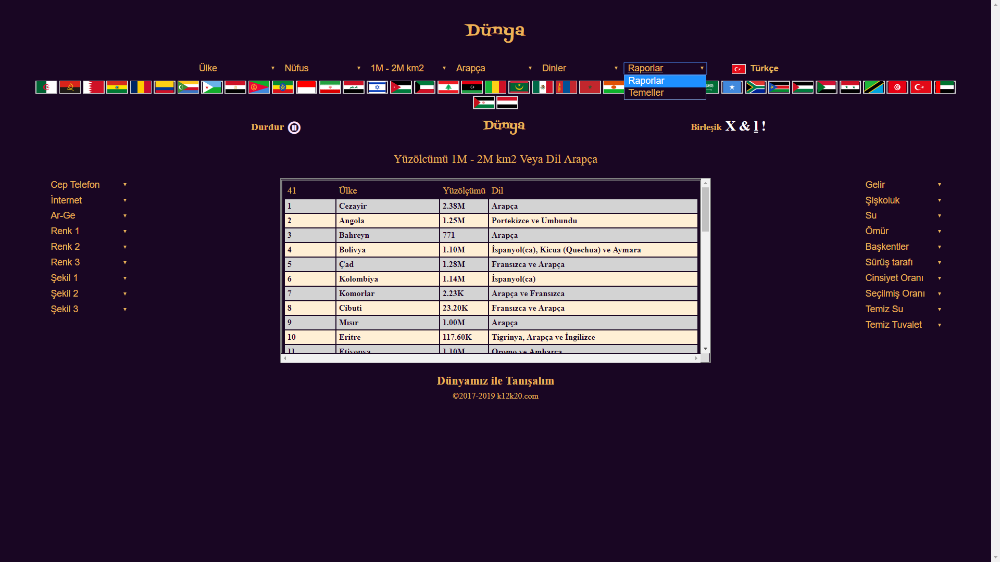 Dünya
Ülke Nüfus 1M - 2M km2 Arapça Dinler Raporlar Türkçe
Raporlar
Temeller
Durdur Dünya Birleşik X & ḻ !
Yüzölcümü 1M - 2M km2 Veya Dil Arapça
Cep Telefon
İnternet
Ar-Ge
Renk 1
Renk 2
Renk 3
Şekil 1
Şekil 2
Şekil 3
41 Ülke Yüzölçümü Dil
1 Cezayir 2.38M Arapça
2 Angola 1.25M Portekizce ve Umbundu
3 Bahreyn 771 Arapça
4 Bolivya 1.10M İspanyol(ca), Kicua (Quechua) ve Aymara
5 Çad 1.28M Fransızca ve Arapça
6 Kolombiya 1.14M İspanyol(ca)
7 Komorlar 2.23K Arapça ve Fransızca
8 Cibuti 23.20K Fransızca ve Arapça
9 Mısır 1.00M Arapça
10 Eritre 117.60K Tigrinya, Arapça ve İngilizce
11 Etiyopya 1.10M Oromo ve Amharca
Gelir
Şişkoluk
Su
Ömür
Başkentler
Sürüş tarafı
Cinsiyet Oranı
Seçilmiş Oranı
Temiz Su
Temiz Tuvalet
Dünyamız ile Tanışalım
©2017-2019 k12k20.com